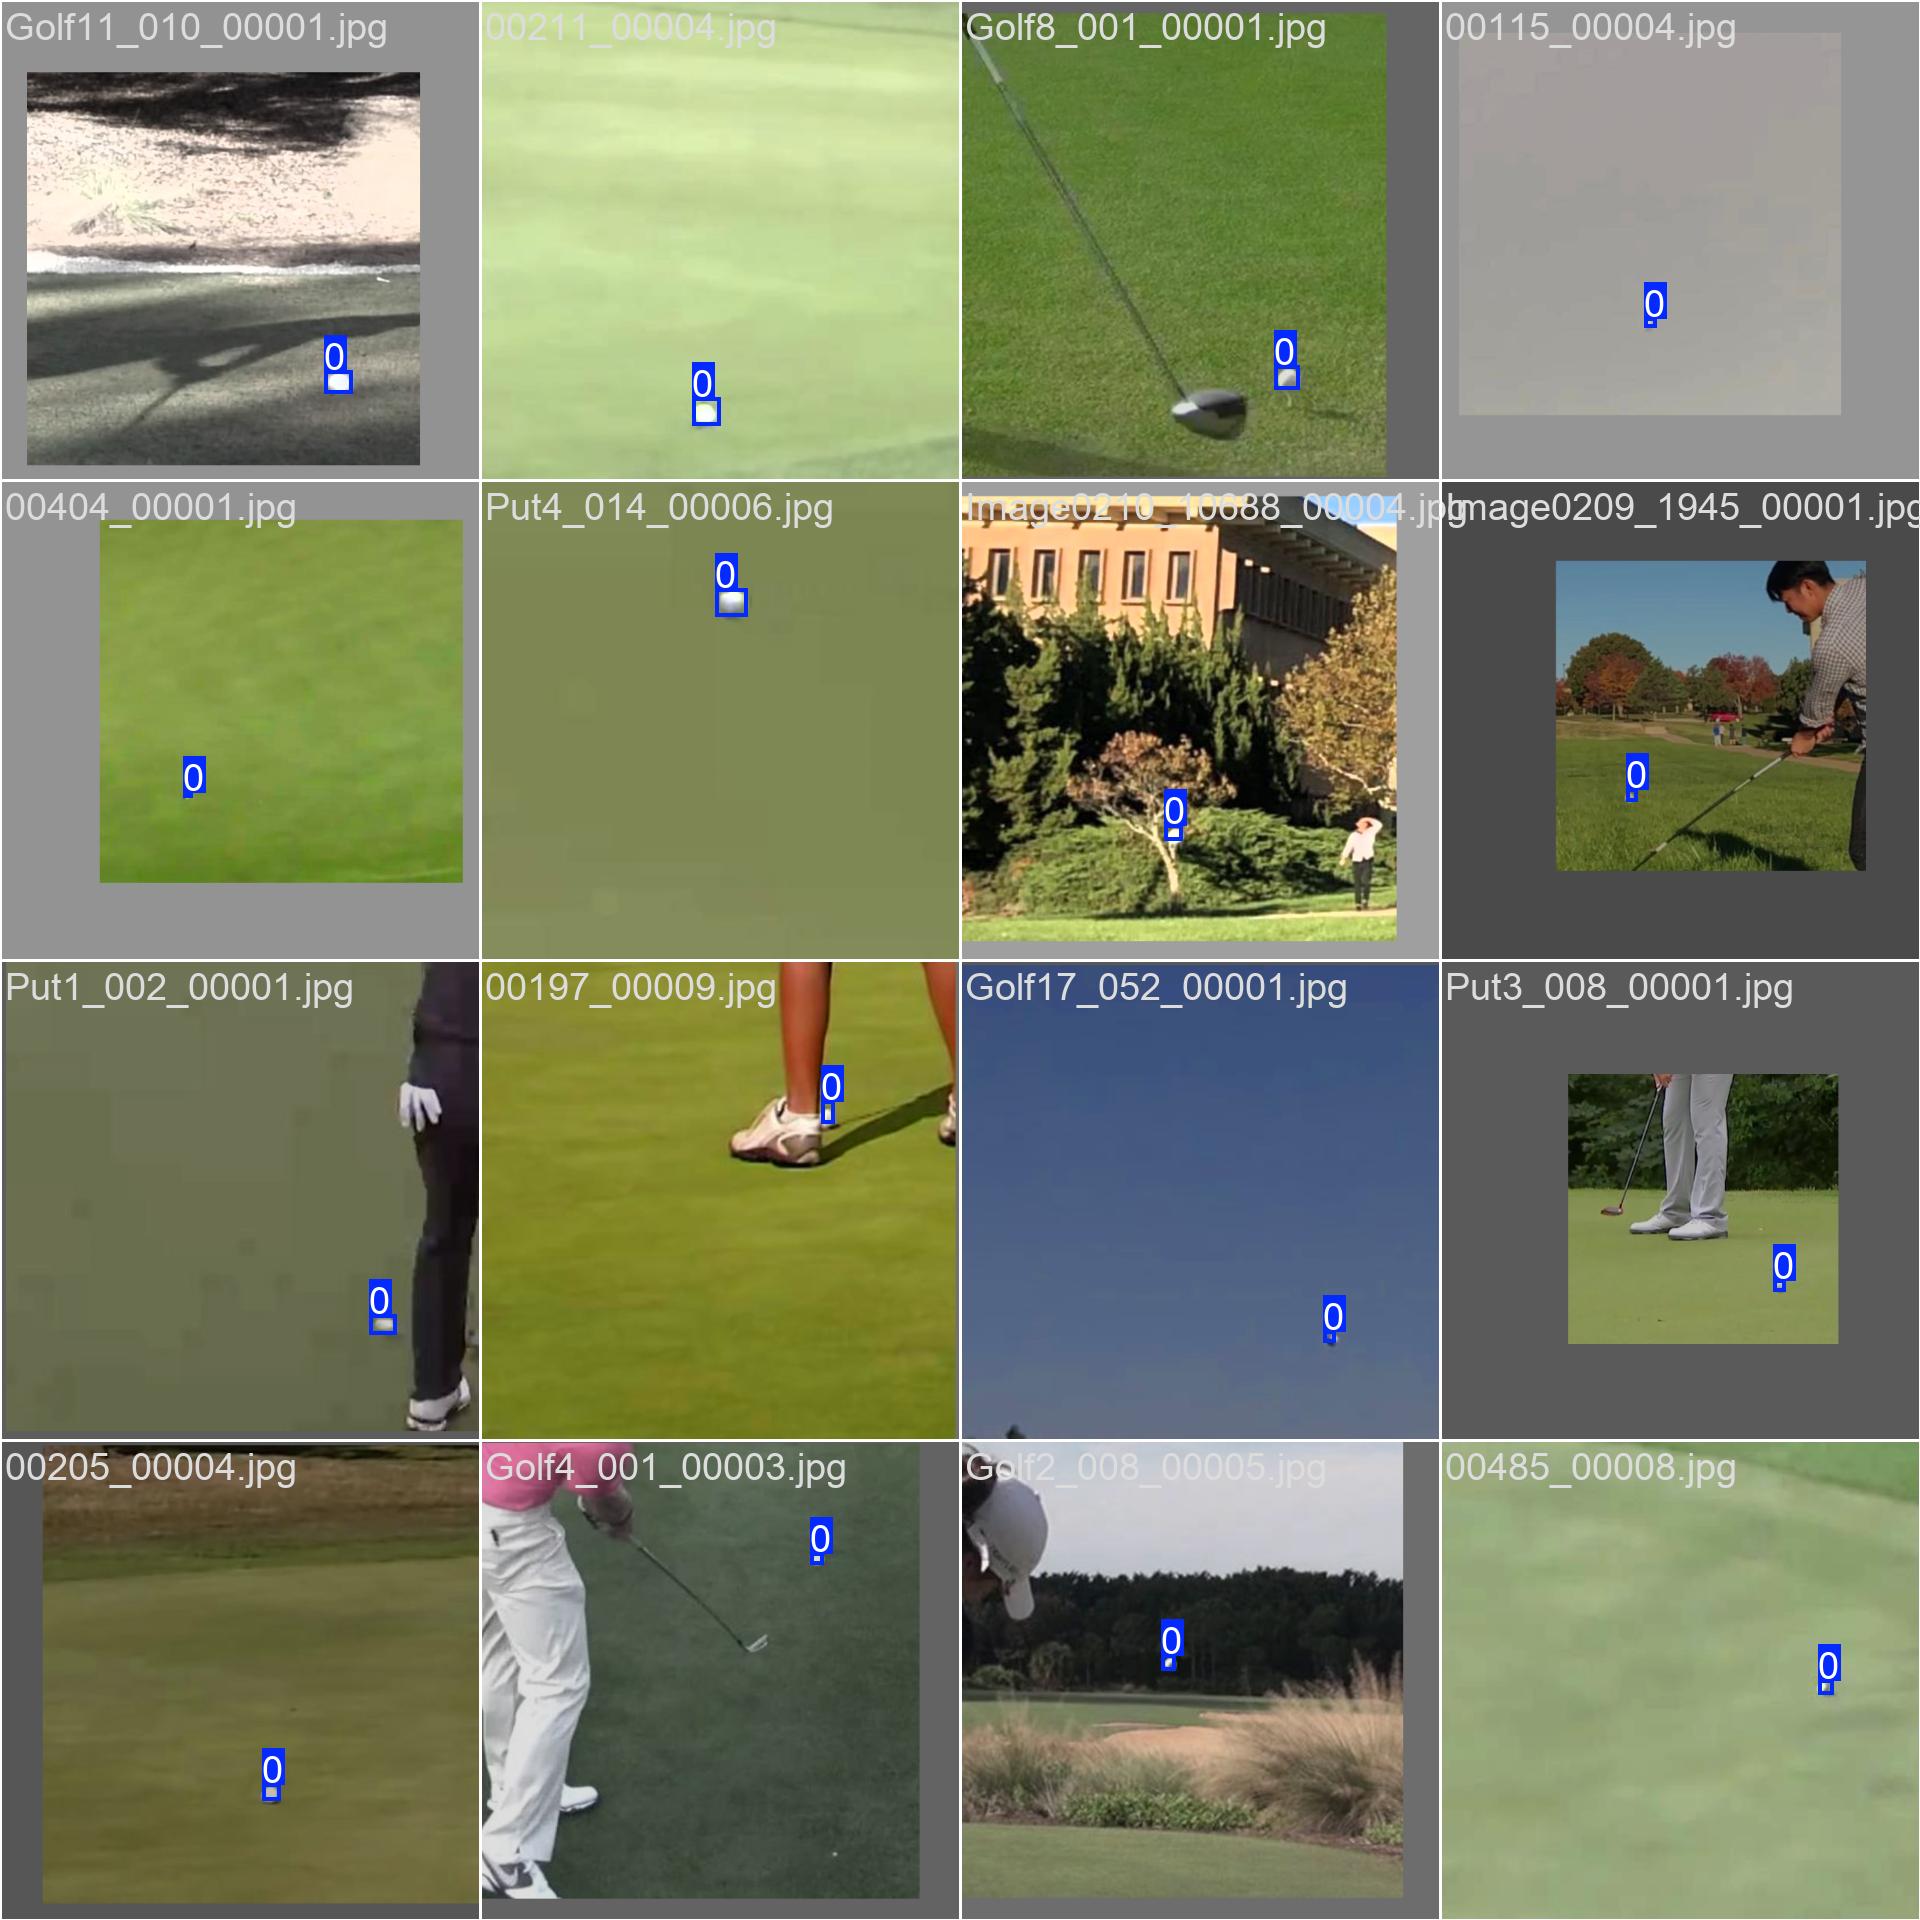 Golf11_010_00001.jpg
00211_00004.jpg
Golf8_001_00001.jpg
00115_00004.jpg
0
0
0
0
00404_00001.jpg
Put4_014_00006.jpg
Image0210_10688_00004.jpg
Image0209_1945_00001.jpg
0
0
0
0
Put1_002_00001.jpg
00197_00009.jpg
Golf17_052_00001.jpg
Put3_008_00001.jpg
0
0
0
0
00205_00004.jpg
Golf4_001_00003.jpg
Golf2_008_00005.jpg
00485_00008.jpg
0
0
0
0